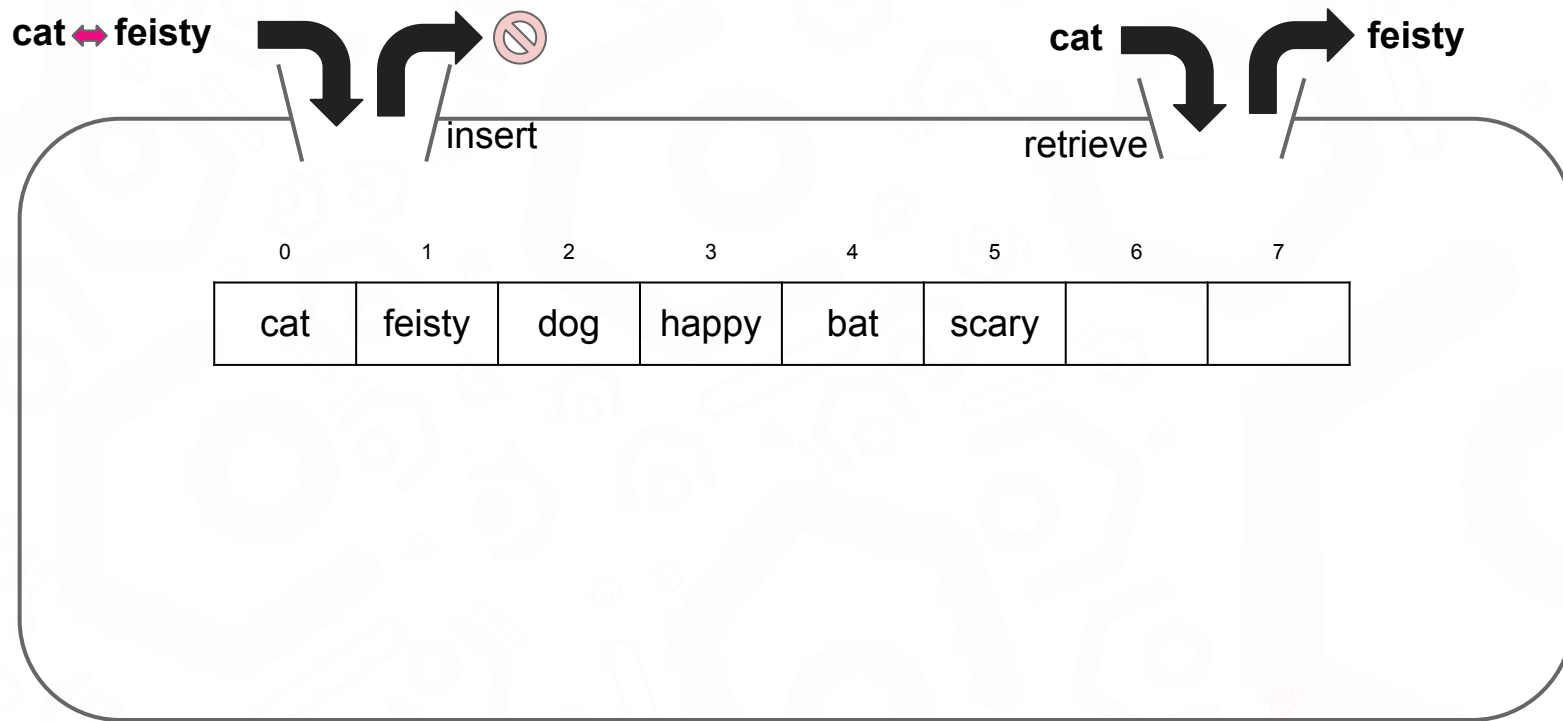 cat feisty
cat feisty
insert
retrieve
0 1 2 3 4 5 6 7
cat feisty dog happy bat scary